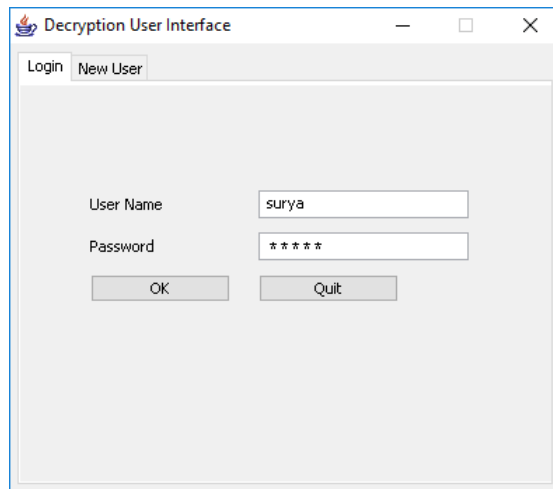 Decryption User Interface
Login New User
User Name surya
Password *****
OK Quit